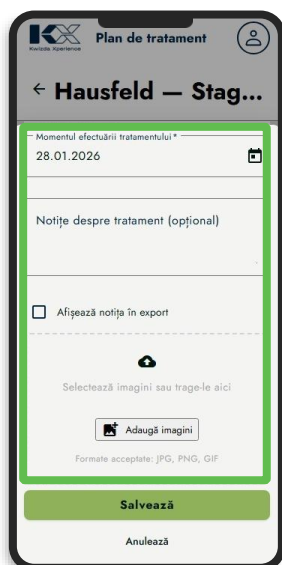 KX
Kwizda Xperience
Plan de tratament
← Hausfeld — Stag...
Momentul efectuării tratamentului*
28.01.2026
Notițe despre tratament (opțional)
Afișează notița în export
Selectează imagini sau trage-le aici
Adaugă imagini
Formate acceptate: JPG, PNG, GIF
Salvează
Anulează